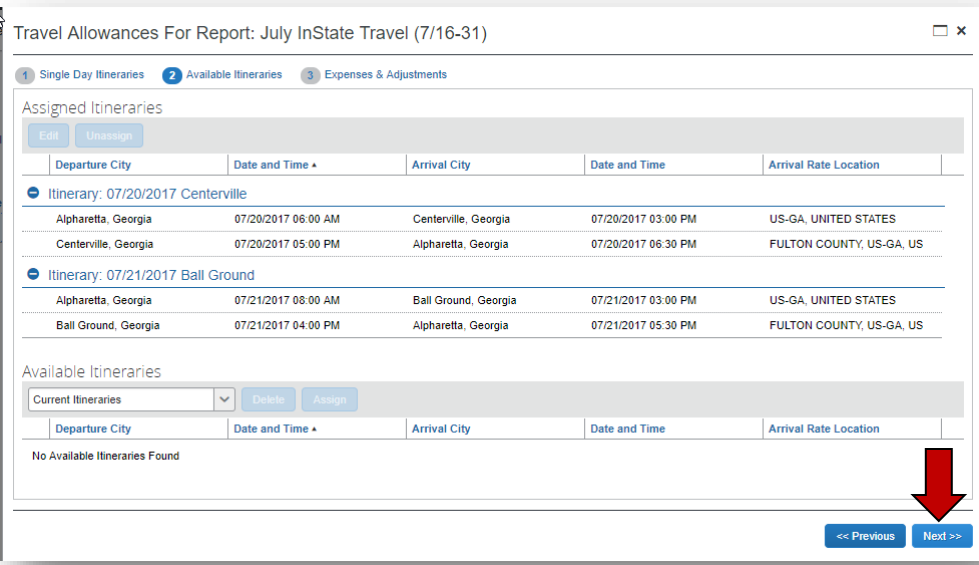 Travel Allowances For Report: July InState Travel (7/16-31)
1 Single Day Itineraries 2 Available Itineraries 3 Expenses & Adjustments
Assigned Itineraries
Edit Unassign
Departure City Date and Time Arrival City Date and Time Arrival Rate Location
Itinerary: 07/20/2017 Centerville
Alpharetta, Georgia 07/20/2017 06:00 AM Centerville, Georgia 07/20/2017 03:00 PM US-GA, UNITED STATES
Centerville, Georgia 07/20/2017 05:00 PM Alpharetta, Georgia 07/20/2017 06:30 PM FULTON COUNTY, US-GA, US
Itinerary: 07/21/2017 Ball Ground
Alpharetta, Georgia 07/21/2017 08:00 AM Ball Ground, Georgia 07/21/2017 03:00 PM US-GA, UNITED STATES
Ball Ground, Georgia 07/21/2017 04:00 PM Alpharetta, Georgia 07/21/2017 05:30 PM FULTON COUNTY, US-GA, US
Available Itineraries
Current Itineraries Delete Assign
Departure City Date and Time Arrival City Date and Time Arrival Rate Location
No Available Itineraries Found
<< Previous Next >>